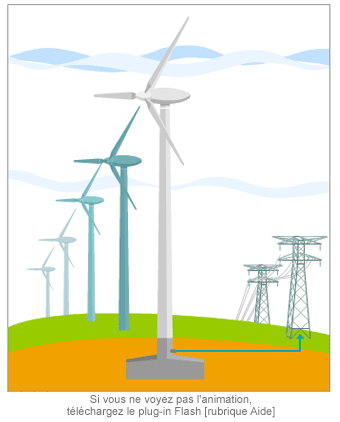 Si vous ne voyez pas l'animation,
téléchargez le plug-in Flash [rubrique Aide]